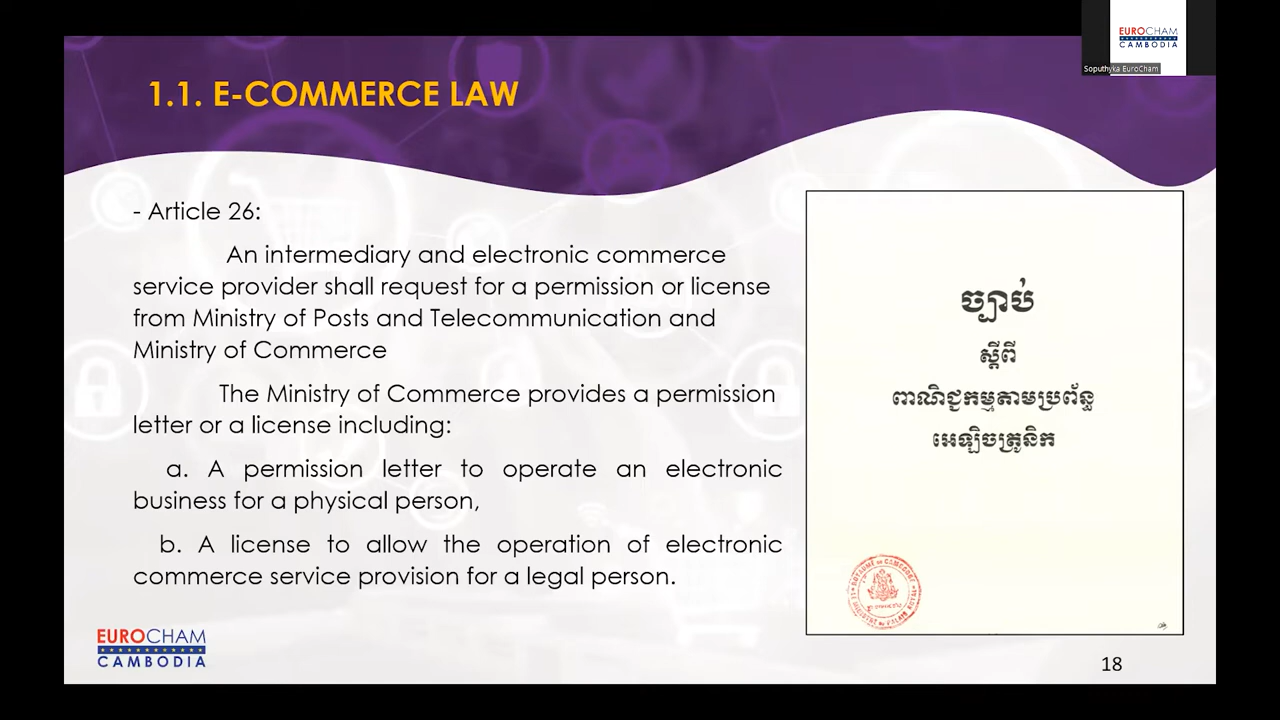 EUROCHAM
CAMBODIA
Soputhyka EuroCham
1.1. E-COMMERCE LAW
- Article 26:
An intermediary and electronic commerce
service provider shall request for a permission or license
from Ministry of Posts and Telecommunication and
Ministry of Commerce
The Ministry of Commerce provides a permission
letter or a license including:
a. A permission letter to operate an electronic
business for a physical person,
b. A license to allow the operation of electronic
commerce service provision for a legal person.
ច្បាប់
ស្តីពី
ពាណិជ្ជកម្មតាមប្រព័ន្ធ
អេឡិចត្រូនិក
EUROCHAM
CAMBODIA
18